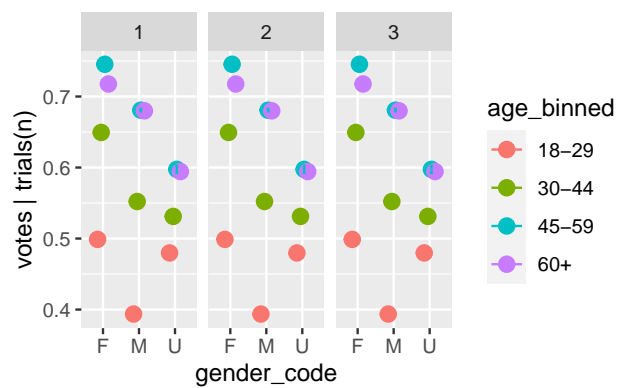 1 2 3
votes | trials(n)
0.7
0.6
0.5
0.4
F M U F M U F M U
gender_code
age_binned
18−29
30−44
45−59
60+